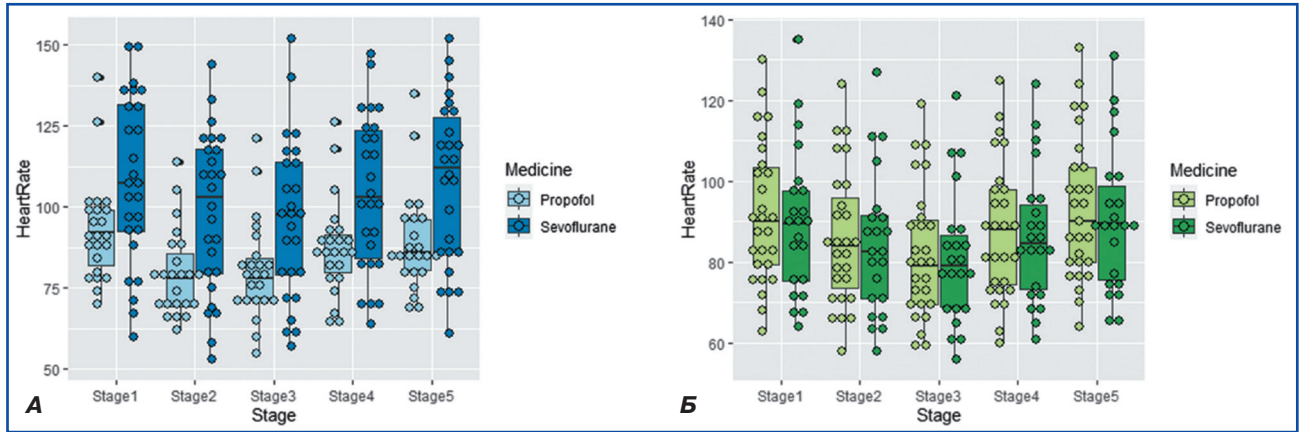 HeartRate
150
125
100
75
50
Stage1 Stage2 Stage3 Stage4 Stage5
Stage
Medicine
Propofol
Sevoflurane
А
HeartRate
140
120
100
80
60
Stage1 Stage2 Stage3 Stage4 Stage5
Stage
Medicine
Propofol
Sevoflurane
Б